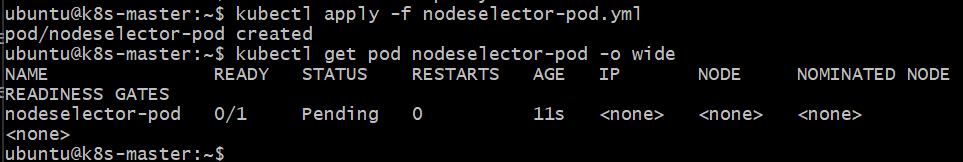 ubuntu@k8s-master:~$ kubectl apply -f nodeselector-pod.yml
pod/nodeselector-pod created
ubuntu@k8s-master:~$ kubectl get pod nodeselector-pod -o wide
NAME READY STATUS RESTARTS AGE IP NODE NOMINATED NODE
READINESS GATES
nodeselector-pod 0/1 Pending 0 11s <none> <none> <none>
<none>
ubuntu@k8s-master:~$